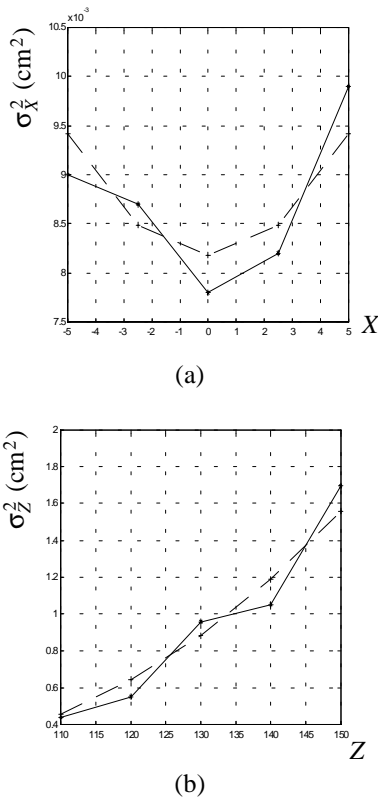 x10⁻³
10.5
10
9.5
9
8.5
8
7.5
σ²X̂ (cm²)
-5 -4 -3 -2 -1 0 1 2 3 4 5
X
(a)
2
1.8
1.6
1.4
1.2
1
0.8
0.6
0.4
σ²Ẑ (cm²)
110 115 120 125 130 135 140 145 150
Z
(b)